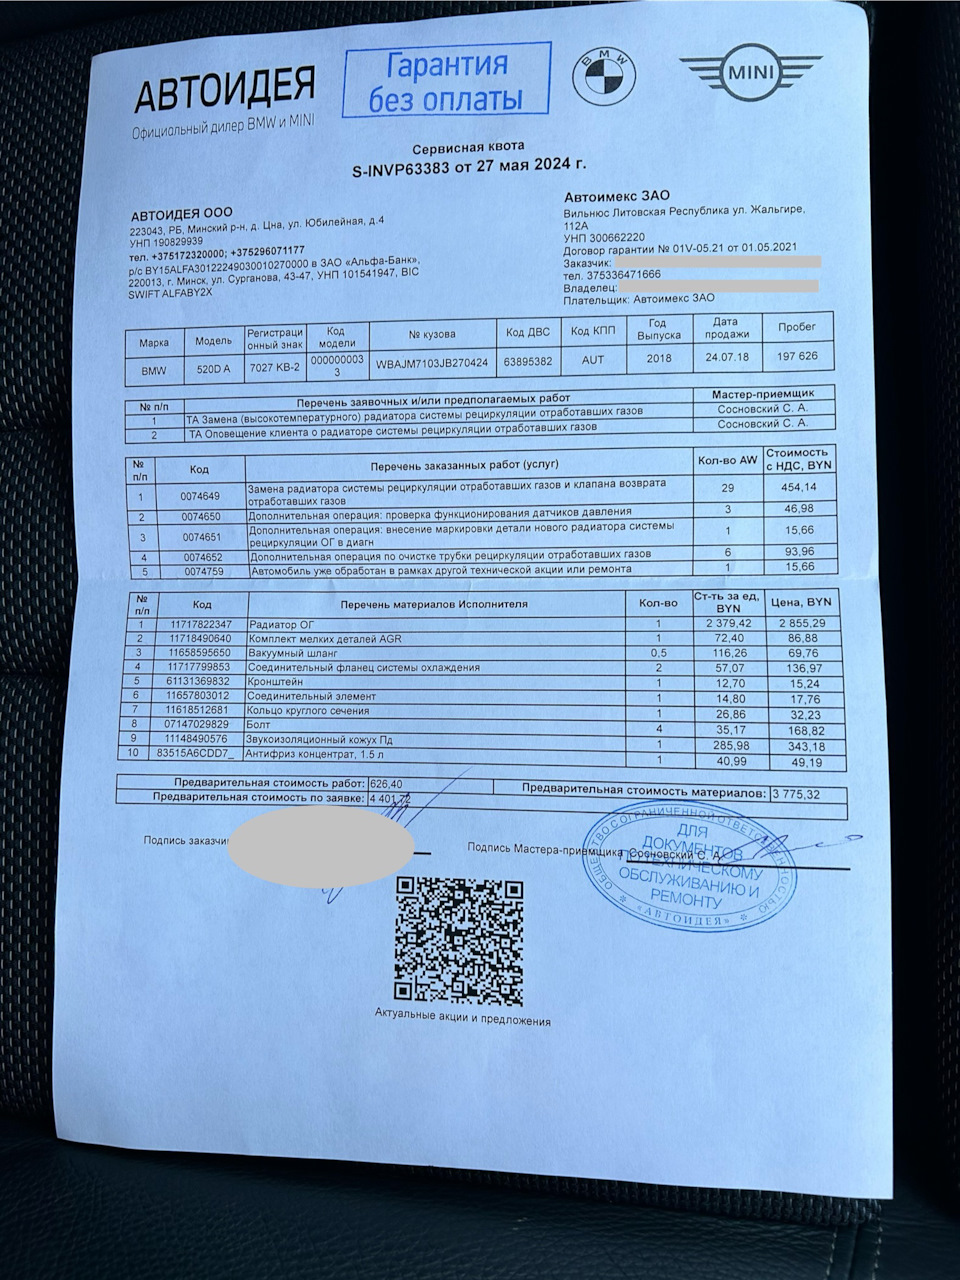 АВТОИДЕЯ
Официальный дилер BMW и MINI
Гарантия
без оплаты
BMW
MINI
Сервисная квота
S-INVP63383 от 27 мая 2024 г.
АВТОИДЕЯ ООО
223043, РБ, Минский р-н, д. Цна, ул. Юбилейная, д.4
УНП 190829939
тел. +375172320000; +375296071177
р/с BY15ALFA30122249030010270000 в ЗАО «Альфа-Банк»,
220013, г. Минск, ул. Сурганова, 43-47, УНП 101541947, BIC
SWIFT ALFABY2X
Автоимекс ЗАО
Вильнюс Литовская Республика ул. Жальгире,
112А
УНП 300662220
Договор гарантии № 01V-05.21 от 01.05.2021
Заказчик:
тел. 375336471666
Владелец:
Плательщик: Автоимекс ЗАО
Марка Модель Регистраци онный знак Код модели № кузова Код ДВС Код КПП Год Выпуска Дата продажи Пробег
BMW 520D A 7027 KB-2 000000003 3 WBAJM7103JB270424 63895382 AUT 2018 24.07.18 197 626
№ п/п Перечень заявочных и/или предполагаемых работ Мастер-приемщик
1 ТА Замена (высокотемпературного) радиатора системы рециркуляции отработавших газов Сосновский С. А.
2 ТА Оповещение клиента о радиаторе системы рециркуляции отработавших газов Сосновский С. А.
№ п/п Код Перечень заказанных работ (услуг) Кол-во AW Стоимость с НДС, BYN
1 0074649 Замена радиатора системы рециркуляции отработавших газов и клапана возврата отработавших газов 29 454,14
2 0074650 Дополнительная операция: проверка функционирования датчиков давления 3 46,98
3 0074651 Дополнительная операция: внесение маркировки детали нового радиатора системы рециркуляции ОГ в диагн 1 15,66
4 0074652 Дополнительная операция по очистке трубки рециркуляции отработавших газов 6 93,96
5 0074759 Автомобиль уже обработан в рамках другой технической акции или ремонта 1 15,66
№ п/п Код Перечень материалов Исполнителя Кол-во Ст-ть за ед, BYN Цена, BYN
1 11717822347 Радиатор ОГ 1 2 379,42 2 855,29
2 11718490640 Комплект мелких деталей AGR 1 72,40 86,88
3 11658595650 Вакуумный шланг 0,5 116,26 69,76
4 11717799853 Соединительный фланец системы охлаждения 2 57,07 136,97
5 61131369832 Кронштейн 1 12,70 15,24
6 11657803012 Соединительный элемент 1 14,80 17,76
7 11618512681 Кольцо круглого сечения 1 26,86 32,23
8 07147029829 Болт 4 35,17 168,82
9 11148490576 Звукоизоляционный кожух Пд 1 285,98 343,18
10 83515A6CDD7_ Антифриз концентрат, 1.5 л 1 40,99 49,19
Предварительная стоимость работ: 626,40 Предварительная стоимость материалов: 3 775,32
Предварительная стоимость по заявке: 4 401,72
Подпись заказчи
Подпись Мастера-приемщика Сосновский С. А.
ОБЩЕСТВО С ОГРАНИЧЕННОЙ ОТВЕТСТВЕННОСТЬЮ
ДЛЯ
ДОКУМЕНТОВ
ПО ТЕХНИЧЕСКОМУ
ОБСЛУЖИВАНИЮ И
РЕМОНТУ
«АВТОИДЕЯ»
Актуальные акции и предложения